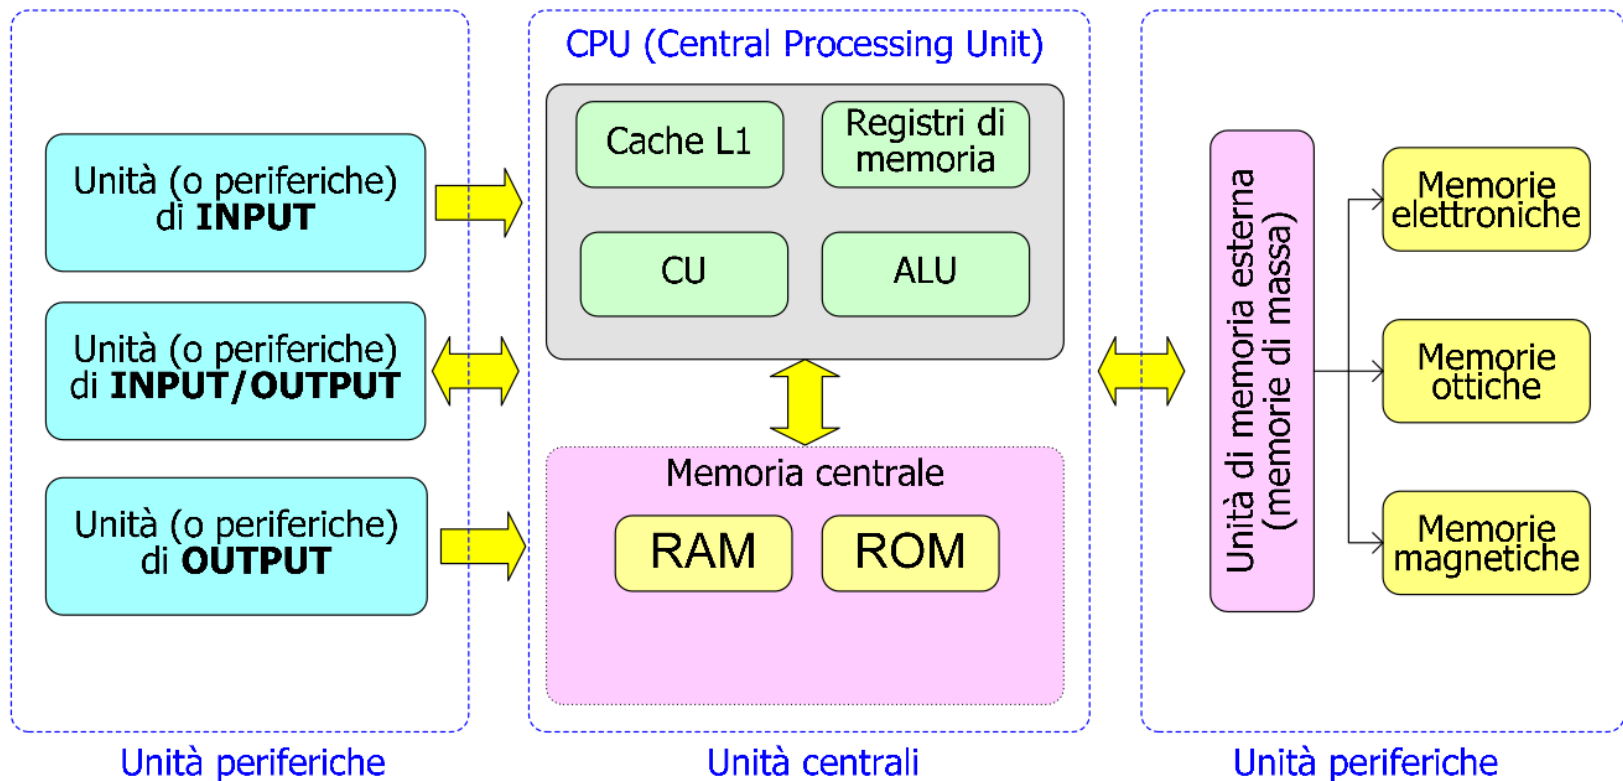 CPU (Central Processing Unit)
Unità (o periferiche)
di INPUT
Unità (o periferiche)
di INPUT/OUTPUT
Unità (o periferiche)
di OUTPUT
Unità periferiche
Cache L1
Registri di
memoria
CU
ALU
Memoria centrale
RAM
ROM
Unità centrali
Unità di memoria esterna
(memorie di massa)
Memorie
elettroniche
Memorie
ottiche
Memorie
magnetiche
Unità periferiche